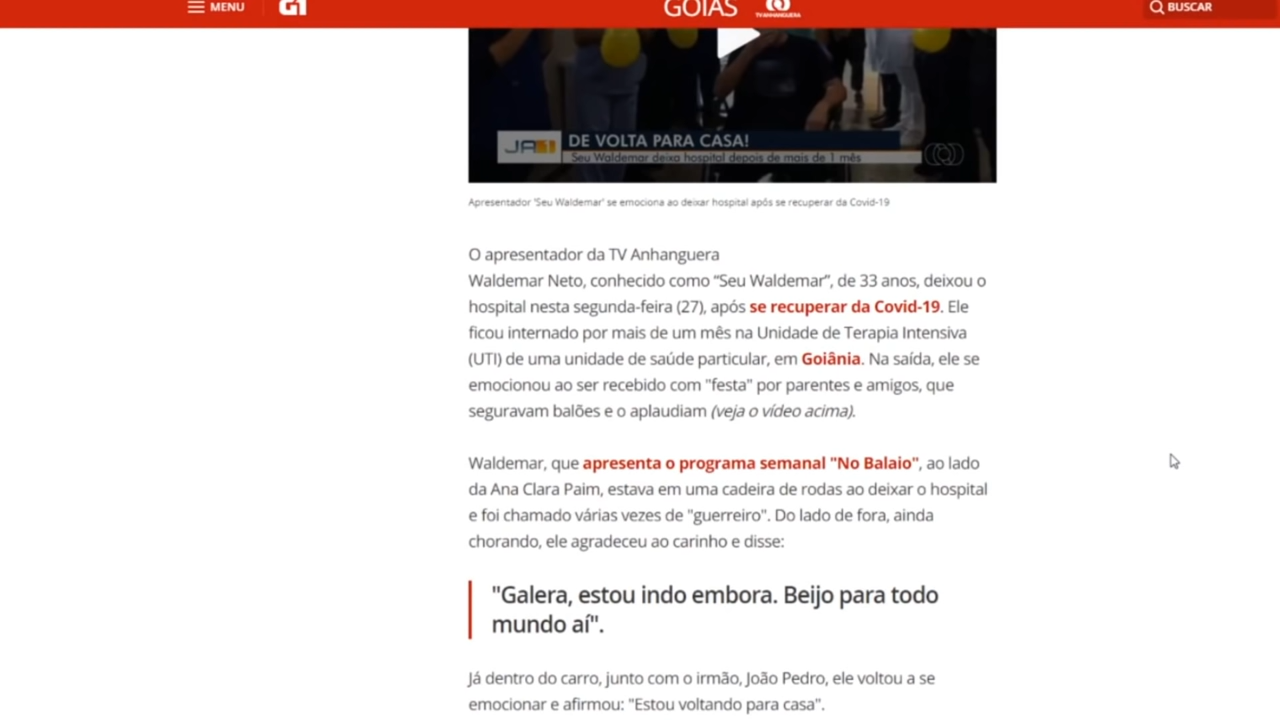 MENU
G1
GOIÁS
TV ANHANGUERA
BUSCAR
JA1
DE VOLTA PARA CASA!
Seu Waldemar deixa hospital depois de mais de 1 mês
Apresentador 'Seu Waldemar' se emociona ao deixar hospital após se recuperar da Covid-19
O apresentador da TV Anhanguera
Waldemar Neto, conhecido como “Seu Waldemar”, de 33 anos, deixou o
hospital nesta segunda-feira (27), após se recuperar da Covid-19. Ele
ficou internado por mais de um mês na Unidade de Terapia Intensiva
(UTI) de uma unidade de saúde particular, em Goiânia. Na saída, ele se
emocionou ao ser recebido com "festa" por parentes e amigos, que
seguravam balões e o aplaudiam (veja o vídeo acima).
Waldemar, que apresenta o programa semanal "No Balaio", ao lado
da Ana Clara Paim, estava em uma cadeira de rodas ao deixar o hospital
e foi chamado várias vezes de "guerreiro". Do lado de fora, ainda
chorando, ele agradeceu ao carinho e disse:
"Galera, estou indo embora. Beijo para todo
mundo aí".
Já dentro do carro, junto com o irmão, João Pedro, ele voltou a se
emocionar e afirmou: "Estou voltando para casa".